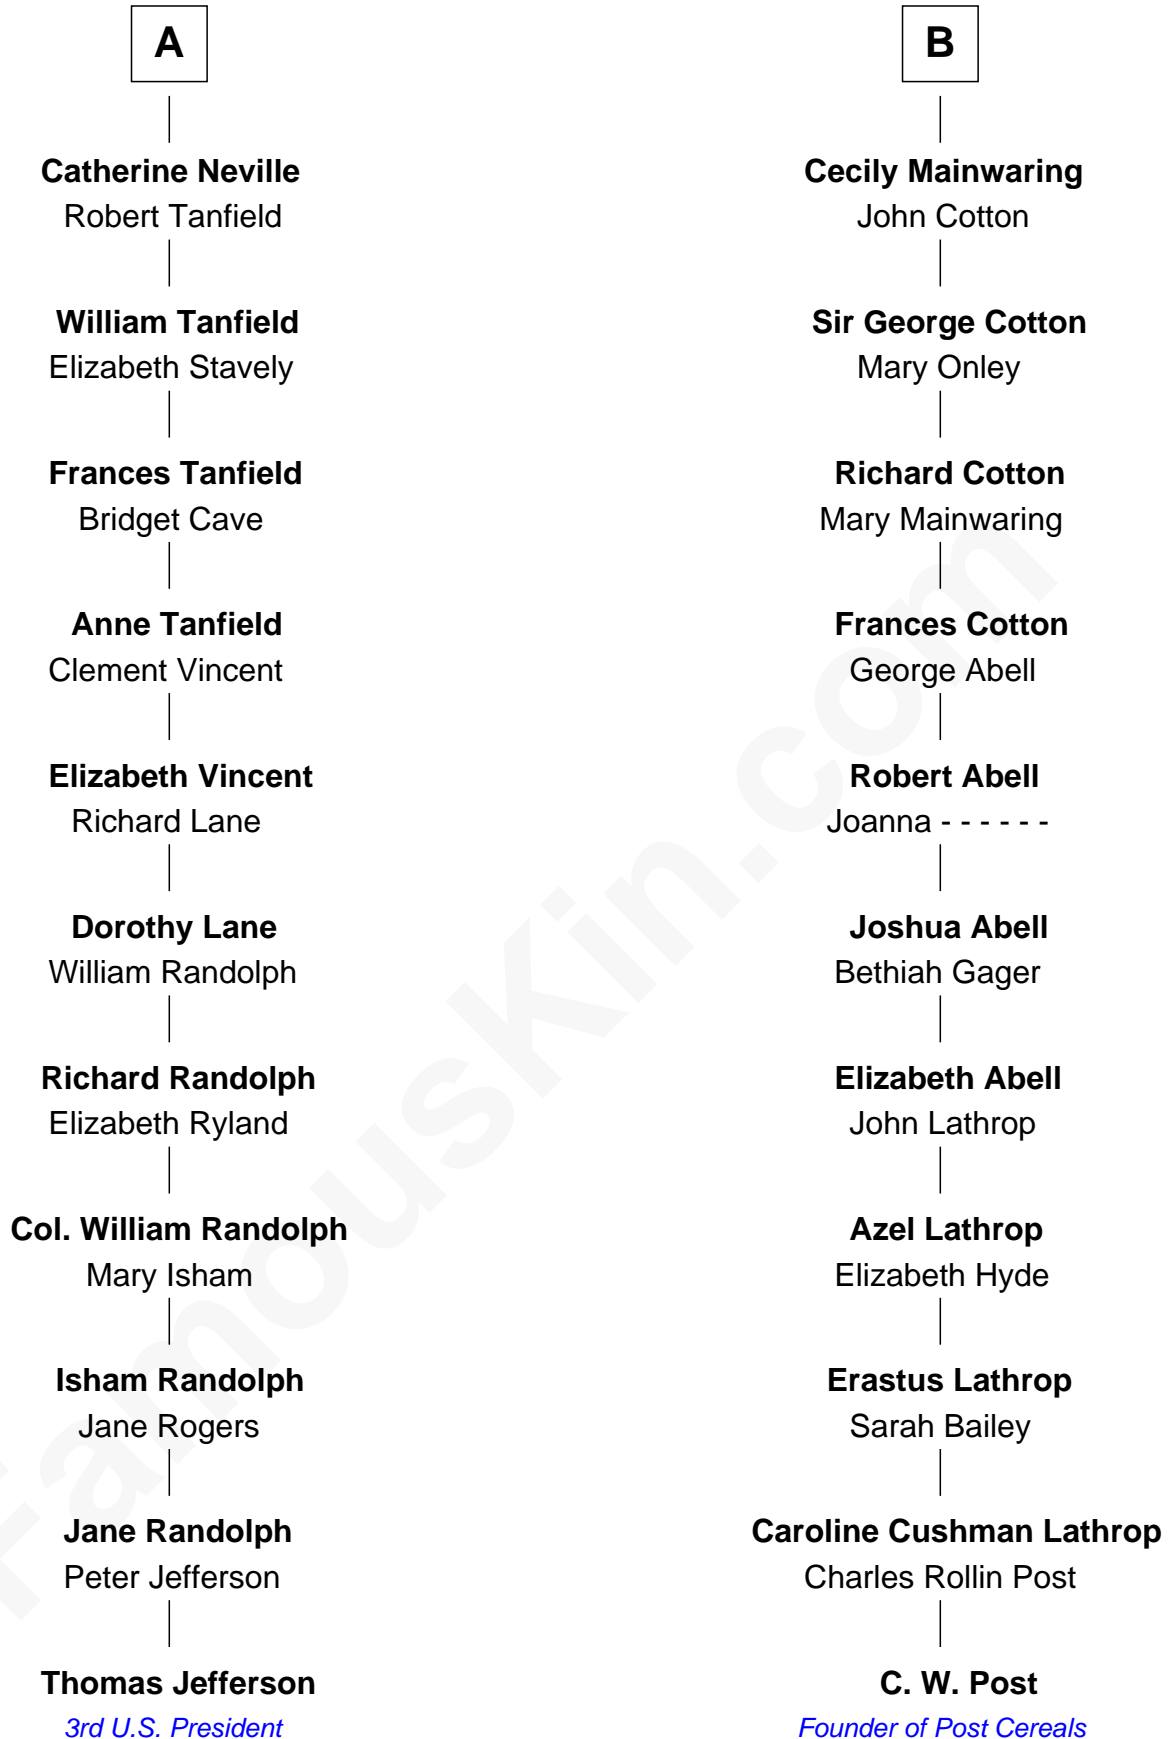 A
Catherine Neville
Robert Tanfield
William Tanfield
Elizabeth Stavely
Frances Tanfield
Bridget Cave
Anne Tanfield
Clement Vincent
Elizabeth Vincent
Richard Lane
Dorothy Lane
William Randolph
Richard Randolph
Elizabeth Ryland
Col. William Randolph
Mary Isham
Isham Randolph
Jane Rogers
Jane Randolph
Peter Jefferson
Thomas Jefferson
3rd U.S. President
B
Cecily Mainwaring
John Cotton
Sir George Cotton
Mary Onley
Richard Cotton
Mary Mainwaring
Frances Cotton
George Abell
Robert Abell
Joanna - - - - - -
Joshua Abell
Bethiah Gager
Elizabeth Abell
John Lathrop
Azel Lathrop
Elizabeth Hyde
Erastus Lathrop
Sarah Bailey
Caroline Cushman Lathrop
Charles Rollin Post
C. W. Post
Founder of Post Cereals
FamousKin.com